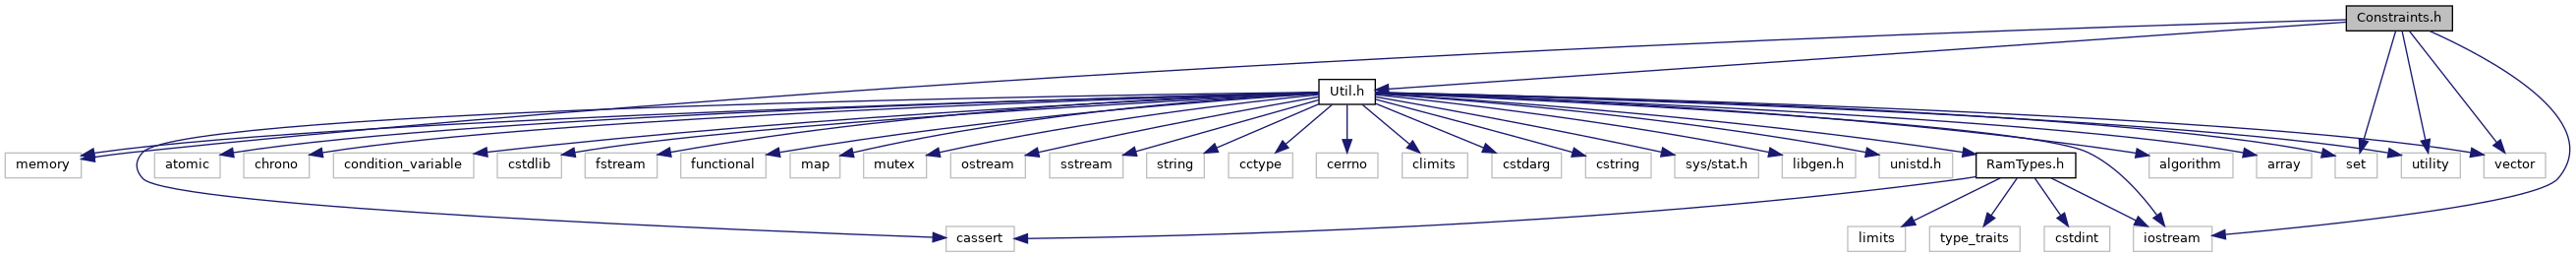 Constraints.h
Util.h
memory
atomic
chrono
condition_variable
cstdlib
fstream
functional
map
mutex
ostream
sstream
string
cctype
cerrno
climits
cstdarg
cstring
sys/stat.h
libgen.h
unistd.h
RamTypes.h
algorithm
array
set
utility
vector
cassert
limits
type_traits
cstdint
iostream